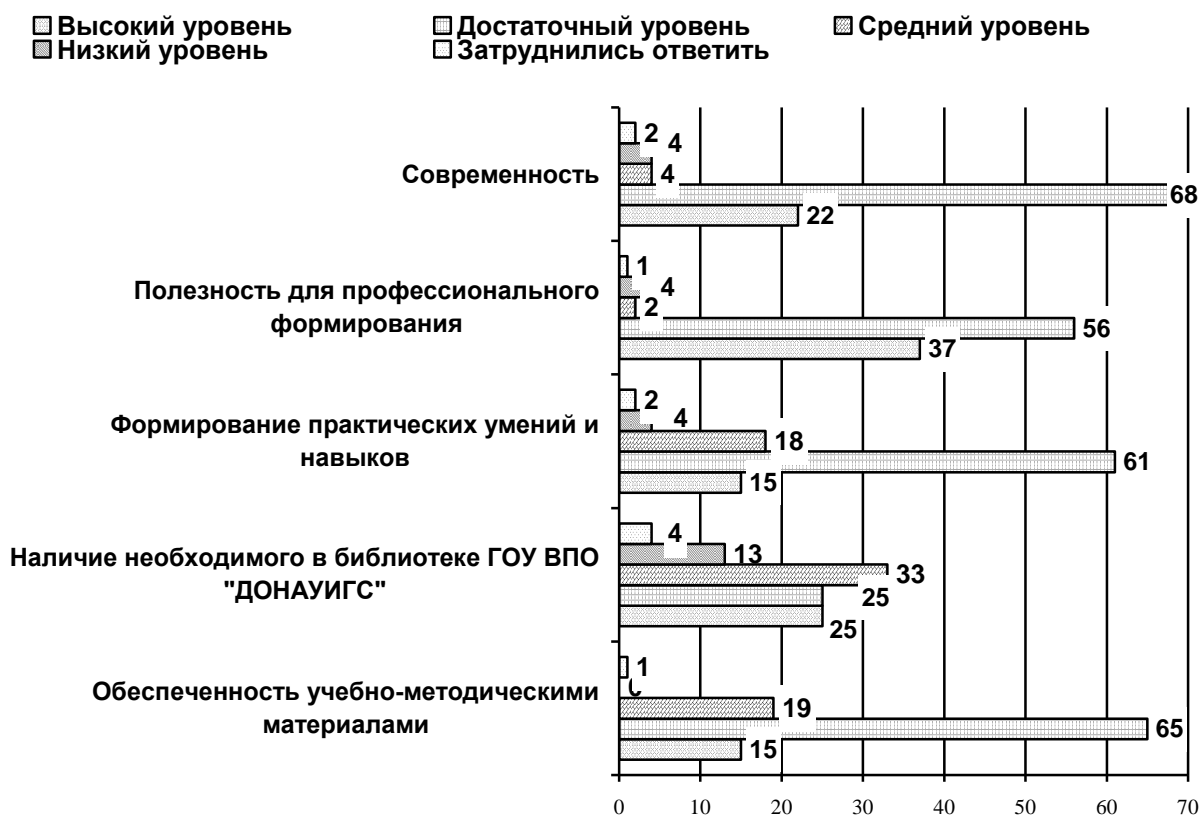 Высокий уровень Достаточный уровень Средний уровень
Низкий уровень Затруднились ответить
2
4
Современность
4
68
22
1
Полезность для профессионального
4
формирования
2
56
37
2
Формирование практических умений и
4
навыков
18
61
15
4
Наличие необходимого в библиотеке ГОУ ВПО
13
"ДОНАУИГС"
33
25
25
1
Обеспеченность учебно-методическими
материалами
19
65
15
0 10 20 30 40 50 60 70